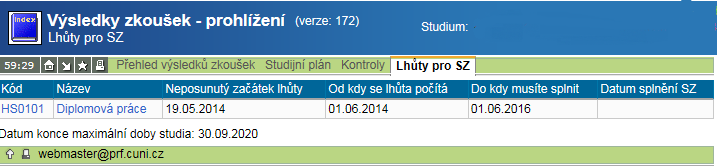 Index
Výsledky zkoušek - prohlížení (verze: 172)
Studium:
Lhůty pro SZ
59:29 Přehled výsledků zkoušek Studijní plán Kontroly Lhůty pro SZ
Kód Název Neposunutý začátek lhůty Od kdy se lhůta počítá Do kdy musíte splnit Datum splnění SZ
HS0101 Diplomová práce 19.05.2014 01.06.2014 01.06.2016
Datum konce maximální doby studia: 30.09.2020
webmaster@prf.cuni.cz